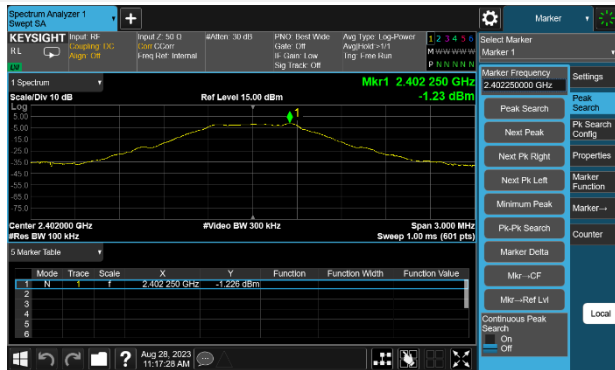 Spectrum Analyzer 1
Swept SA
+
Marker
KEYSIGHT
RL
Input: RF
Coupling: DC
Align: Off
Input Z: 50 Ω
Corr CCorr
Freq Ref: Internal
#Atten: 30 dB
PNO: Best Wide
Gate: Off
IF Gain: Low
Sig Track: Off
Avg Type: Log-Power
Avg|Hold:>1/1
Trig: Free Run
1 2 3 4 5 6
M W W W W W
P N N N N N
Select Marker
Marker 1
1 Spectrum
Mkr1 2.402 250 GHz
-1.23 dBm
Scale/Div 10 dB
Ref Level 15.00 dBm
Log
5.00
-5.00
-15.0
-25.0
-35.0
-45.0
-55.0
-65.0
-75.0
1
Center 2.402000 GHz
#Video BW 300 kHz
Span 3.000 MHz
#Res BW 100 kHz
Sweep 1.00 ms (601 pts)
5 Marker Table
Mode Trace Scale X Y Function Function Width Function Value
1 N 1 f 2.402 250 GHz -1.226 dBm
2
3
4
5
6
Marker Frequency
2.402250000 GHz
Peak Search
Next Peak
Next Pk Right
Next Pk Left
Minimum Peak
Pk-Pk Search
Marker Delta
Mkr→CF
Mkr→Ref Lvl
Continuous Peak
Search
On
Off
Settings
Peak
Search
Pk Search
Config
Properties
Marker
Function
Marker→
Counter
Local
?
Aug 28, 2023
11:17:28 AM